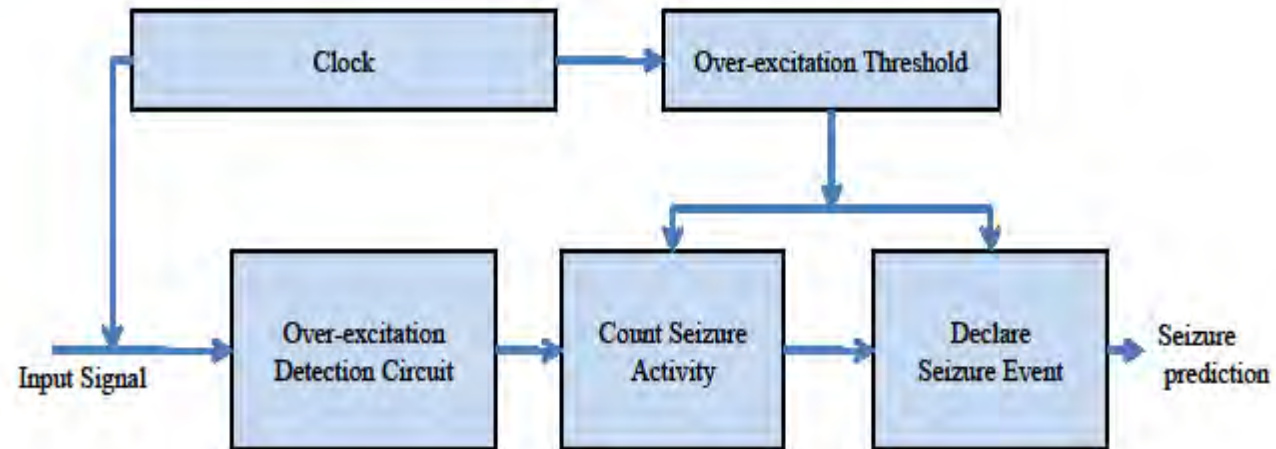 Clock
Over-excitation Threshold
Input Signal
Over-excitation
Detection Circuit
Count Seizure
Activity
Declare
Seizure Event
Seizure
prediction